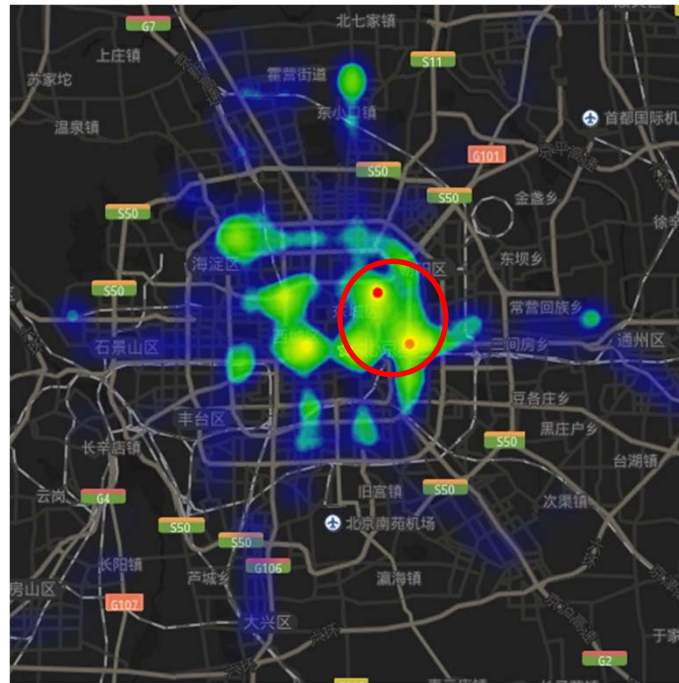 北七家镇
G7
上庄镇
S11
苏家坨
霍营街道
东小口镇
首都国际机
温泉镇
G101
S50
S50
金盏乡
S50
海淀区
东坝乡
S50
常营回族乡
石景山区
三间房乡
通州区
豆各庄乡
丰台区
黑庄户乡
长辛店镇
S50
台湖镇
云岗
G4
旧宫镇
S50
次渠镇
S50
北京南苑机场
S50
长阳镇
G106
芦城乡
瀛海镇
房山区
G107
大兴区
六环
于家
G2